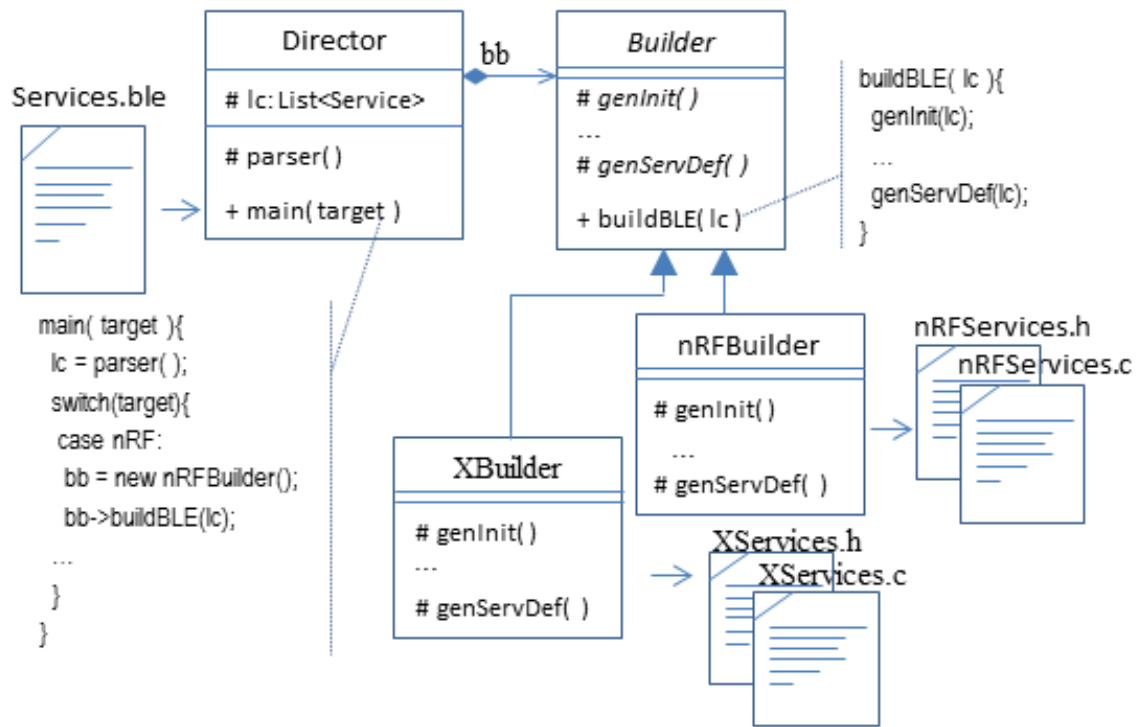 Services.ble
Director
# lc: List<Service>
# parser( )
+ main( target )
bb
Builder
# genInit( )
...
# genServDef( )
+ buildBLE( lc )
buildBLE( lc ){
genInit(lc);
...
genServDef(lc);
}
main( target ){
lc = parser( );
switch(target){
case nRF:
bb = new nRFBuilder();
bb->buildBLE(lc);
...
}
}
XBuilder
# genInit( )
...
# genServDef( )
nRFBuilder
# genInit( )
...
# genServDef( )
nRFServices.h
nRFServices.c
XServices.h
XServices.c